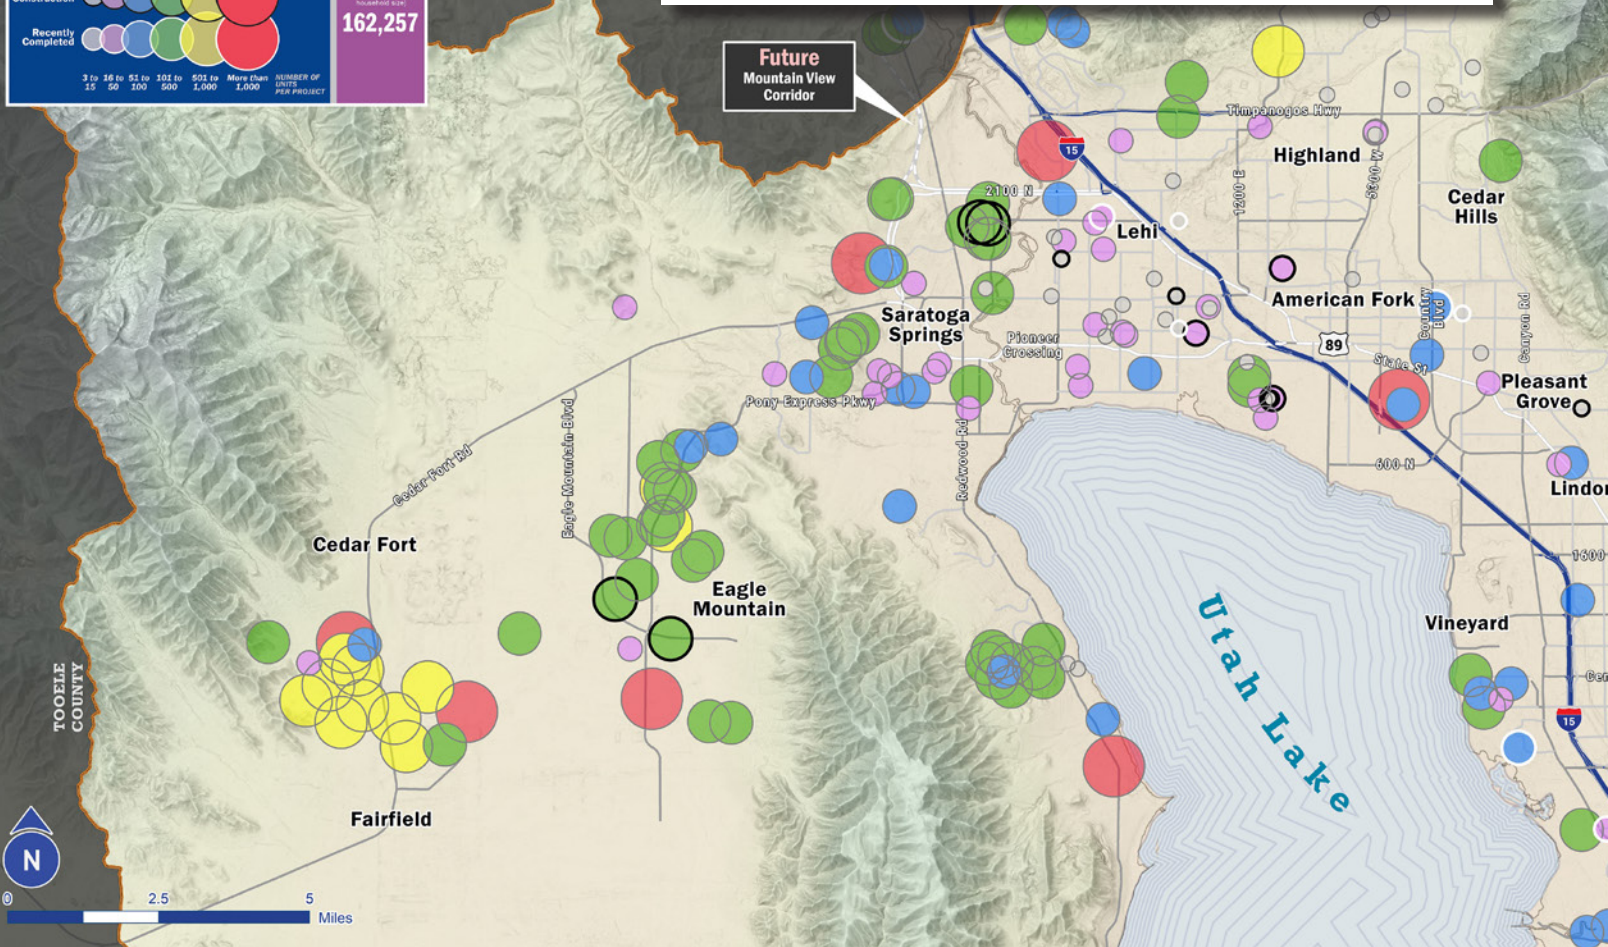 Construction
household size)
162,257
Recently
Completed
3 to
15
16 to
50
51 to
100
101 to
500
501 to
1,000
More than
1,000
NUMBER OF
UNITS
PER PROJECT
Future
Mountain View
Corridor
Timpanogos Hwy
15
Highland
5300 W
1200 E
2100 N
Cedar
Hills
Lehi
American Fork
Country
Blvd
Canyon Rd
Saratoga
Springs
Pioneer
Crossing
89
State St
Pleasant
Grove
Pony Express Pkwy
Eagle Mountain Blvd
Redwood Rd
Cedar Fort Rd
600 N
Lindon
Cedar Fort
1600
Eagle
Mountain
Utah Lake
Vineyard
TOOELE
COUNTY
Cen
15
Fairfield
N
0
2.5
5
Miles